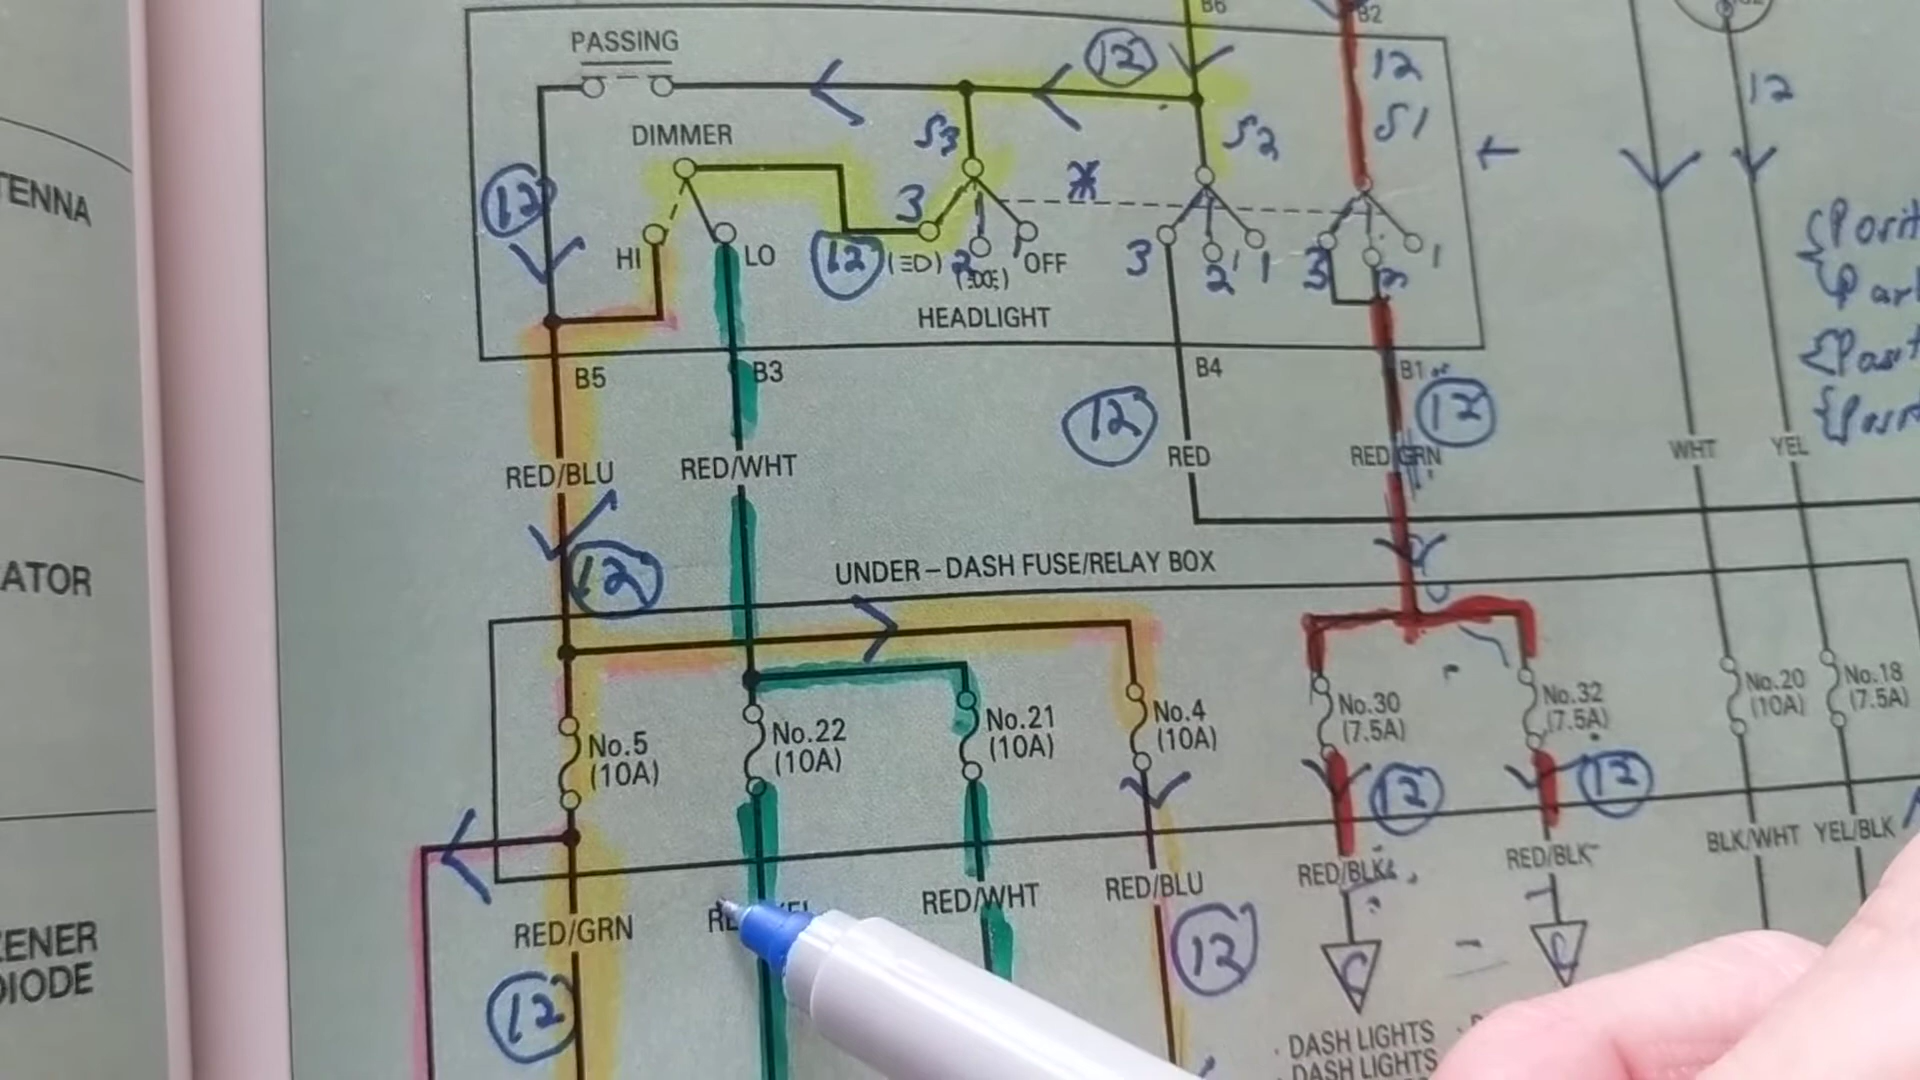 TENNA
ATOR
ZENER
DIODE
B6
B2
PASSING
12
12
S1
12
DIMMER
S3
S2
12
3
HI
LO
12
(≡D)
2
OFF
3
2
1
3
2
1
HEADLIGHT
B5
B3
B4
B1
12
12
RED/BLU
RED/WHT
RED
RED/GRN
WHT
YEL
12
UNDER-DASH FUSE/RELAY BOX
No.5
(10A)
No.22
(10A)
No.21
(10A)
No.4
(10A)
No.30
(7.5A)
No.32
(7.5A)
No.20
(10A)
No.18
(7.5A)
12
12
RED/GRN
RED/WHT
RED/BLU
RED/BLK
RED/BLK
BLK/WHT
YEL/BLK
12
12
C
C
· DASH LIGHTS
· DASH LIGHTS